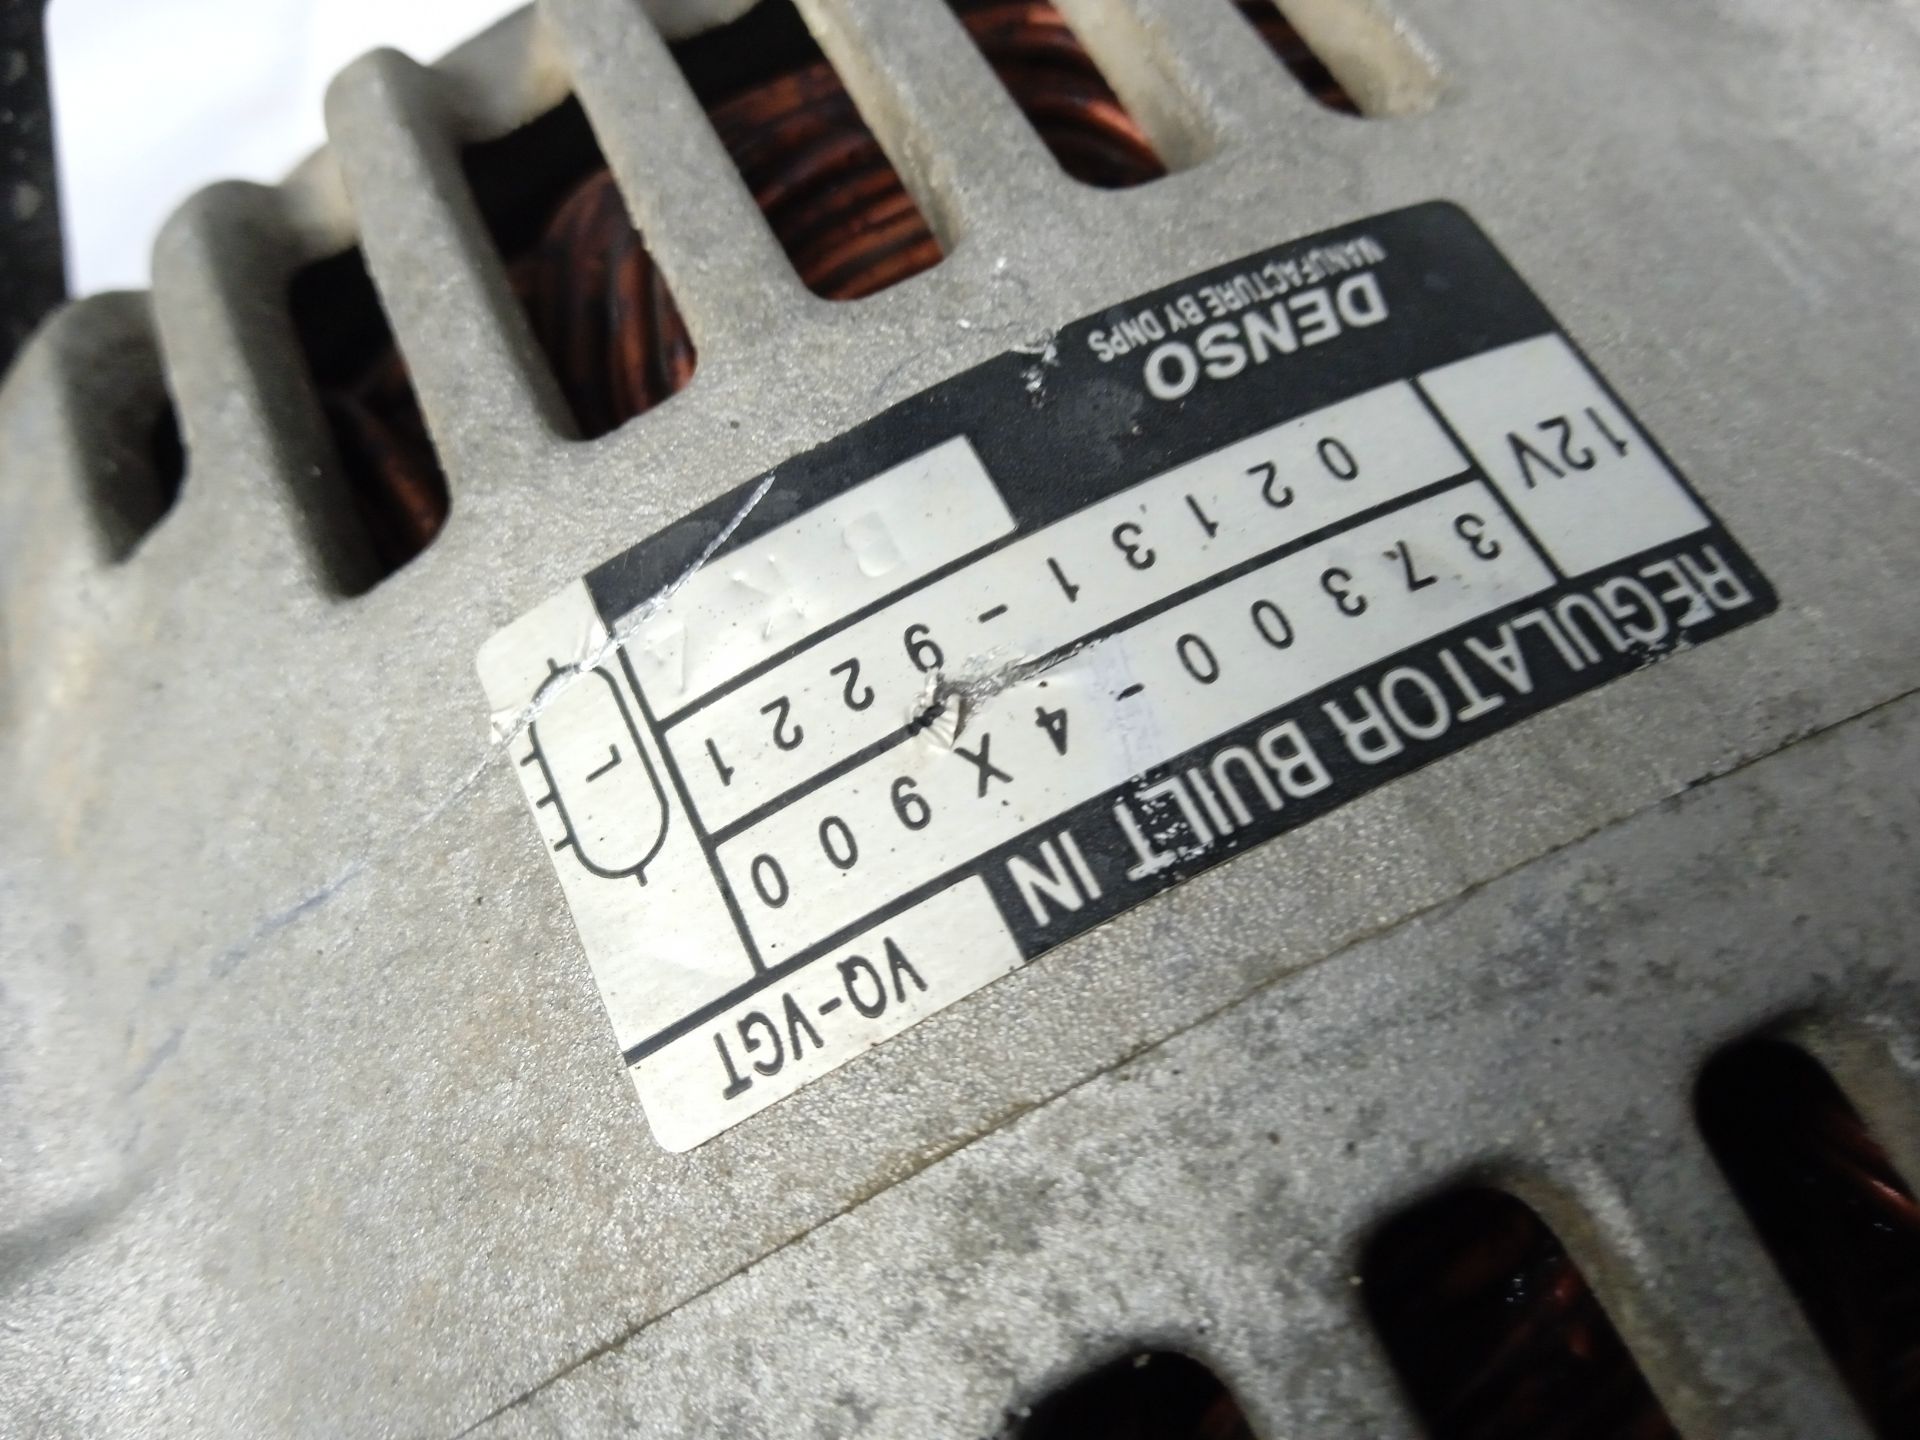 REGULATOR BUILT IN VQ-VGT
12V 37300-4X900
02131-9221 L
DENSO B K
MANUFACTURE BY DNPS